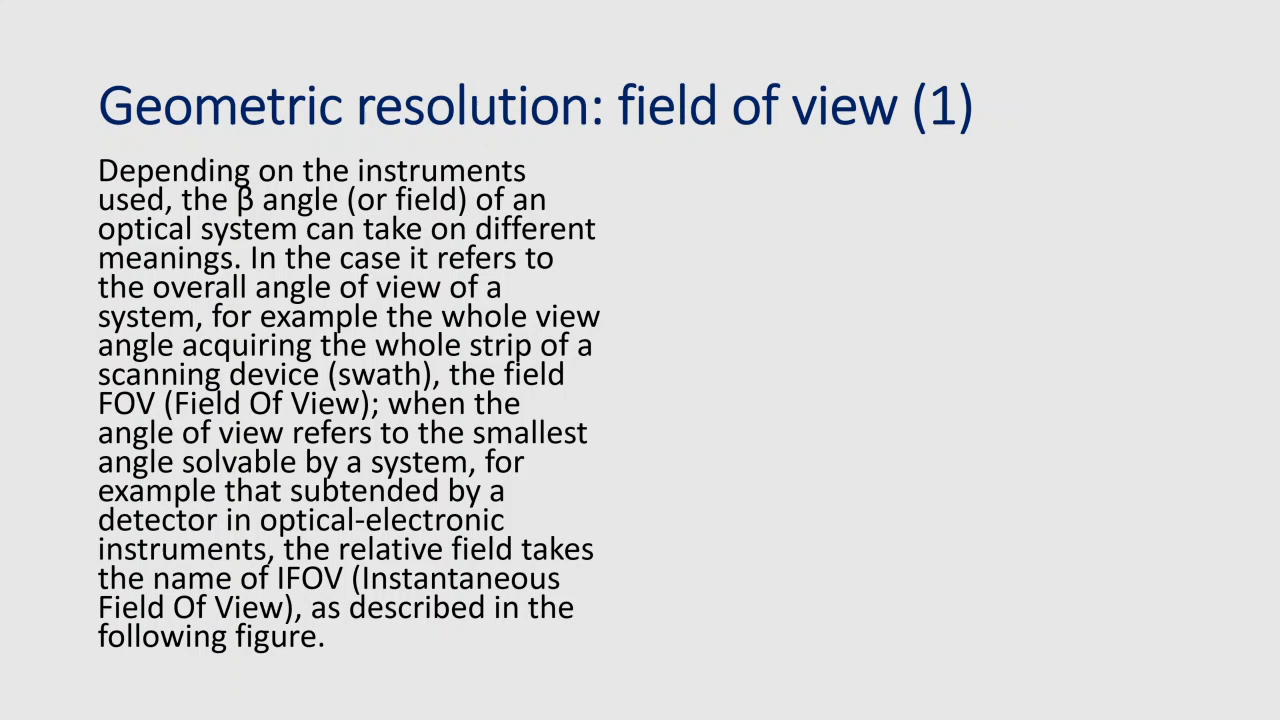 Geometric resolution: field of view (1)
Depending on the instruments
used, the β angle (or field) of an
optical system can take on different
meanings. In the case it refers to
the overall angle of view of a
system, for example the whole view
angle acquiring the whole strip of a
scanning device (swath), the field
FOV (Field Of View); when the
angle of view refers to the smallest
angle solvable by a system, for
example that subtended by a
detector in optical-electronic
instruments, the relative field takes
the name of IFOV (Instantaneous
Field Of View), as described in the
following figure.